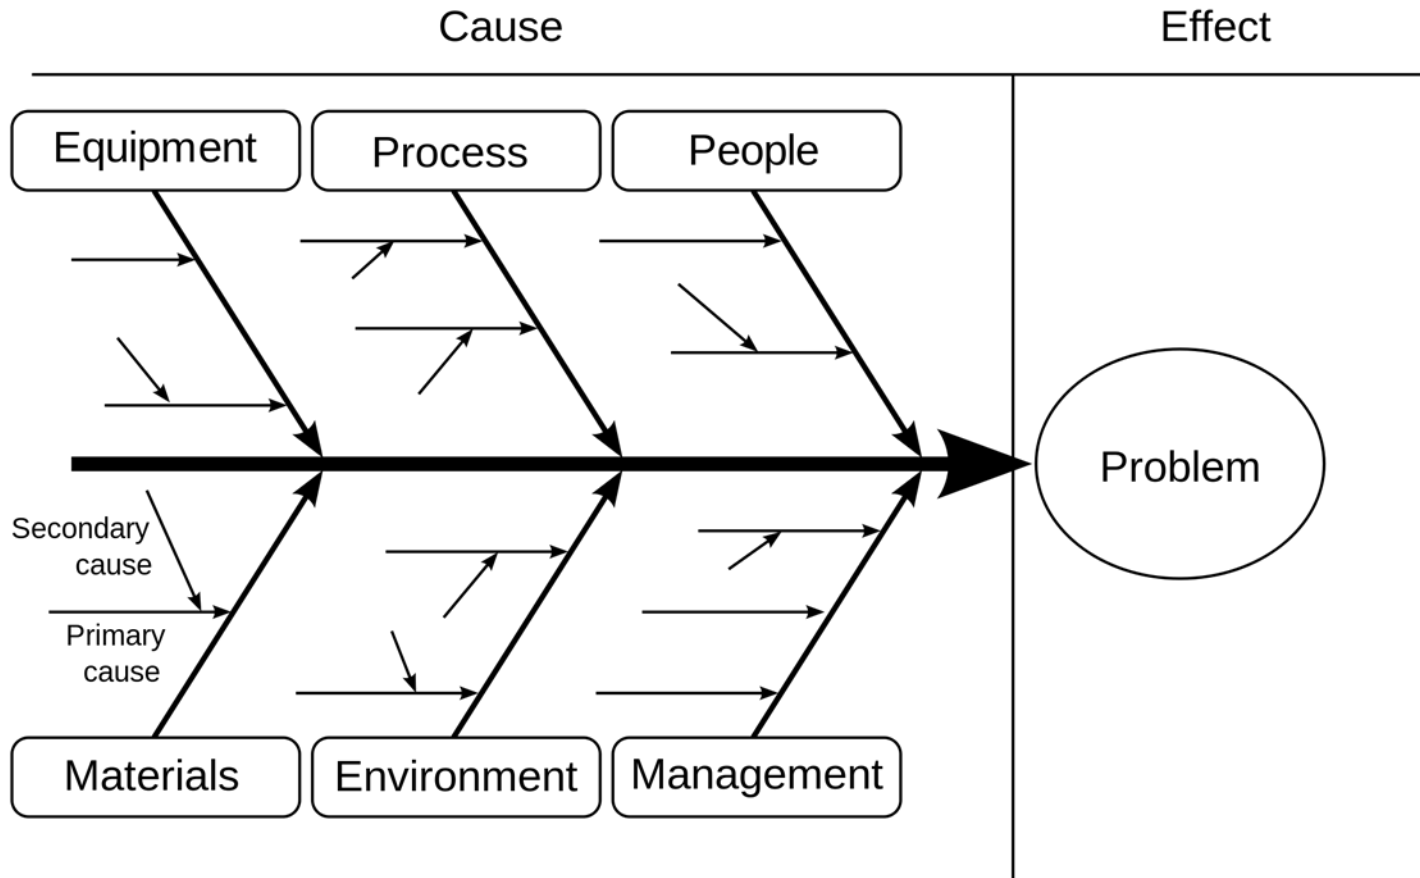 Cause
Effect
Equipment
Process
People
Problem
Secondary
cause
Primary
cause
Materials
Environment
Management